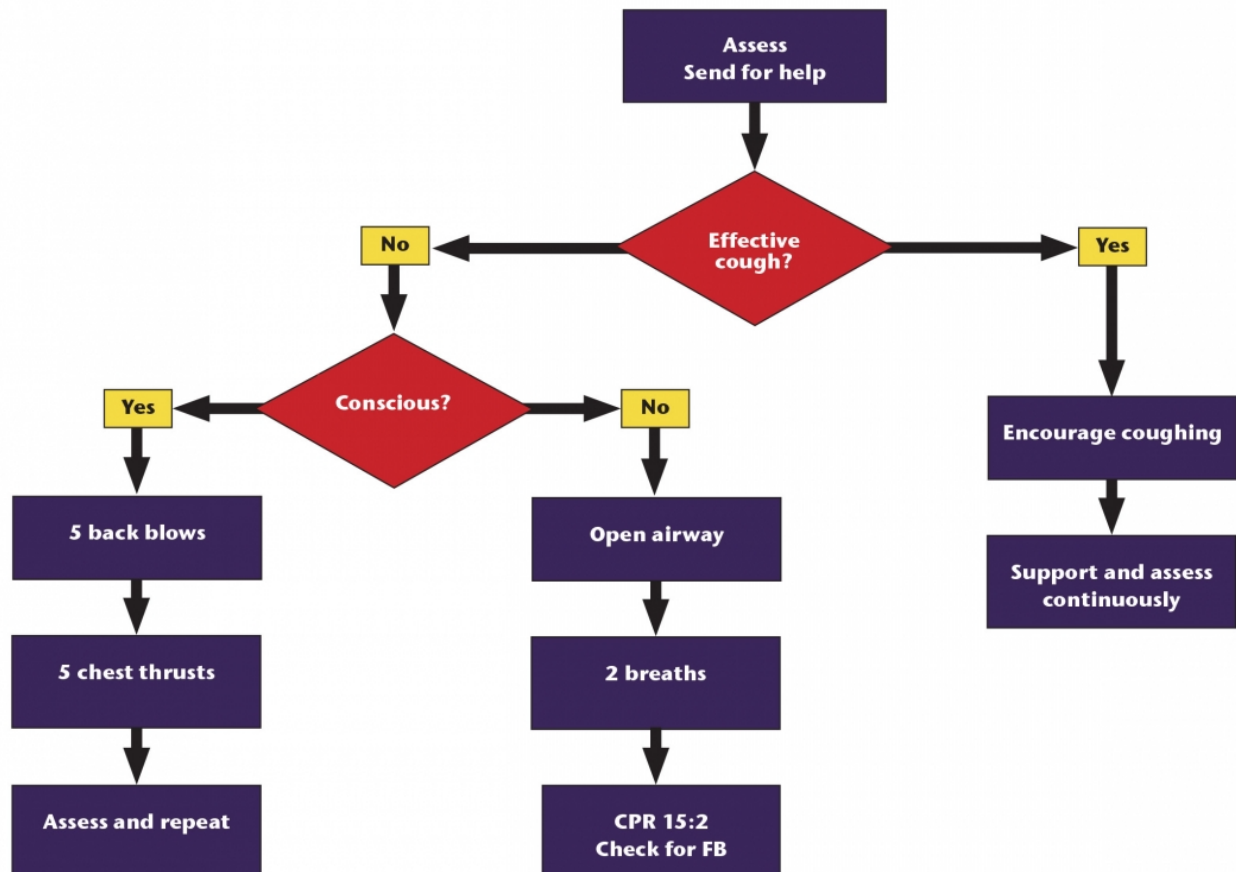 Assess
Send for help
Effective
cough?
No
Yes
Conscious?
Yes
No
Encourage coughing
5 back blows
Open airway
Support and assess
continuously
5 chest thrusts
2 breaths
Assess and repeat
CPR 15:2
Check for FB